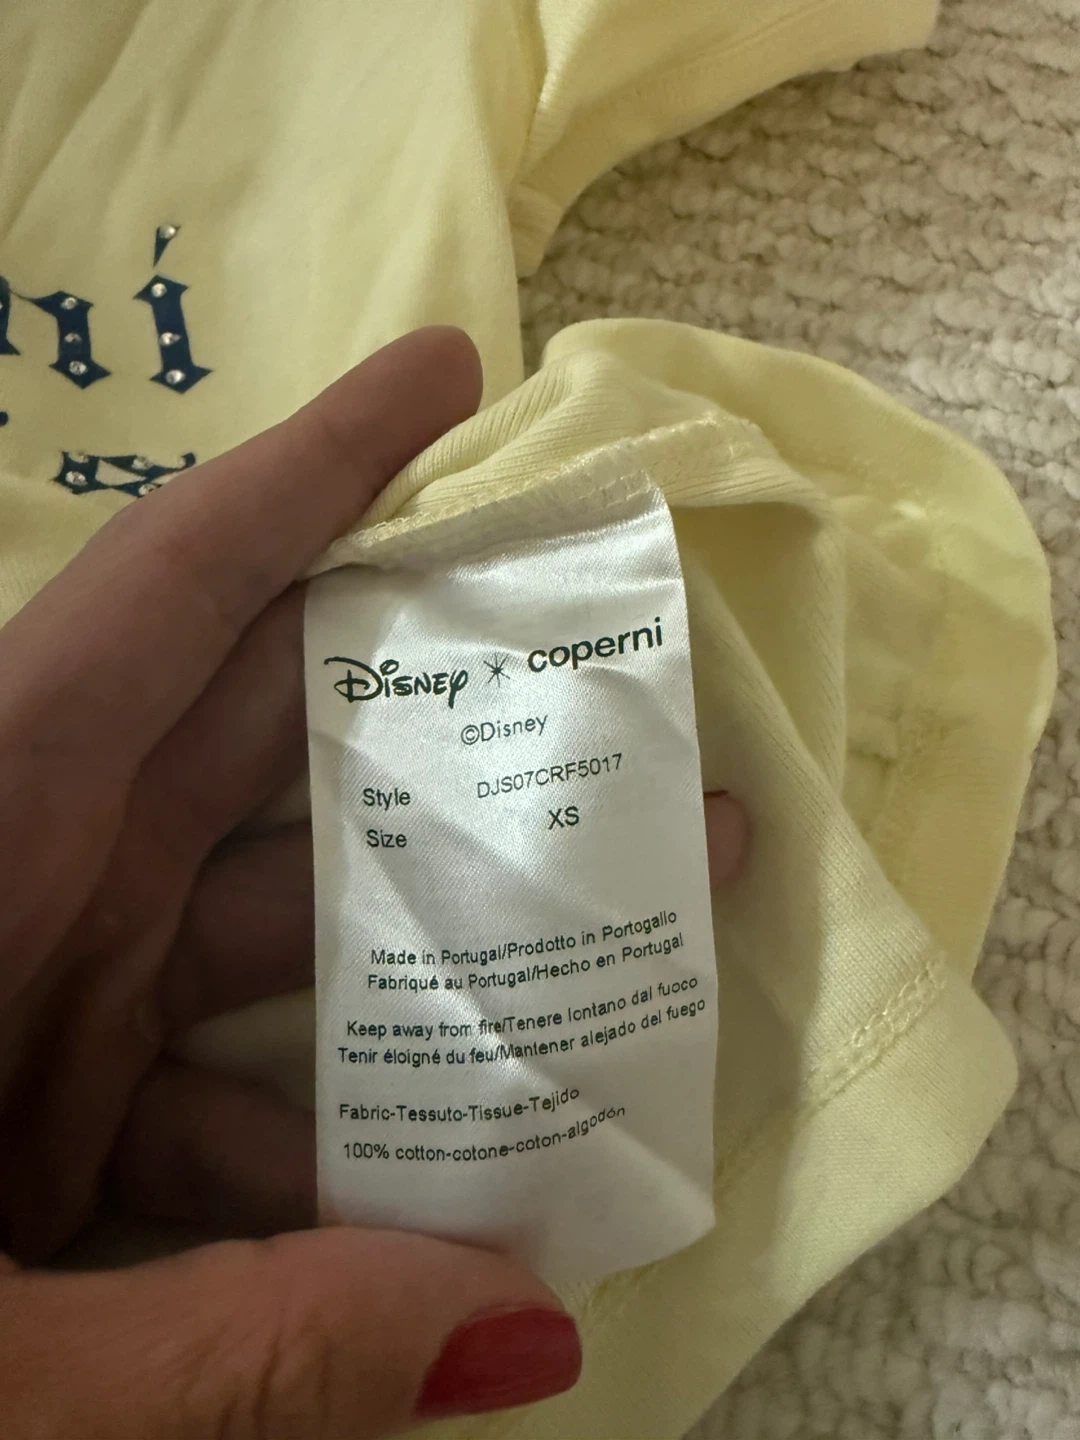 ni
Disney * coperni
©Disney
Style DJS07CRF5017
Size XS
Made in Portugal/Prodotto in Portogallo
Fabriqué au Portugal/Hecho en Portugal
Keep away from fire/Tenere lontano dal fuoco
Tenir éloigné du feu/Mantener alejado del fuego
Fabric-Tessuto-Tissue-Tejido
100% cotton-cotone-coton-algodón